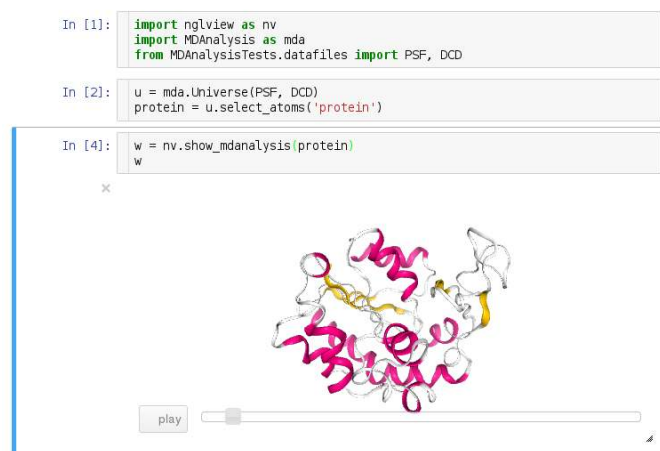 In [1]: import nglview as nv
import MDAnalysis as mda
from MDAnalysisTests.datafiles import PSF, DCD
In [2]: u = mda.Universe(PSF, DCD)
protein = u.select_atoms('protein')
In [4]: w = nv.show_mdanalysis(protein)
w
×
play